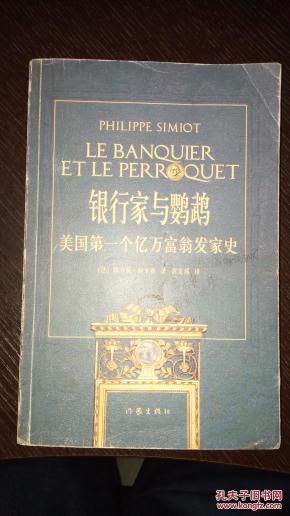 PHILIPPE SIMIOT
LE BANQUIER
ET LE PERROQUET
银行家与鹦鹉
美国第一个亿万富翁发家史
作家出版社
孔夫子旧书网